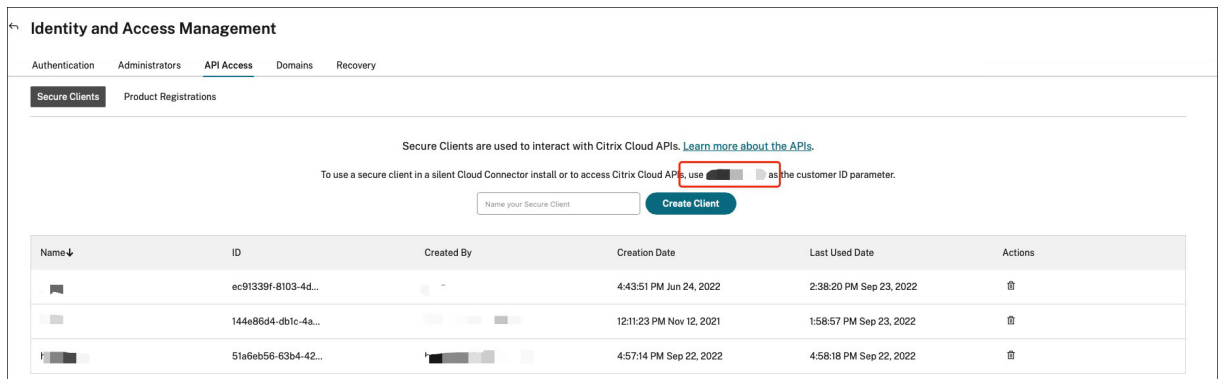 Identity and Access Management
Authentication Administrators API Access Domains Recovery
Secure Clients Product Registrations
Secure Clients are used to interact with Citrix Cloud APIs. Learn more about the APIs.
To use a secure client in a silent Cloud Connector install or to access Citrix Cloud APIs, use as the customer ID parameter.
Name your Secure Client Create Client
Name ID Created By Creation Date Last Used Date Actions
ec91339f-8103-4d... 4:43:51 PM Jun 24, 2022 2:38:20 PM Sep 23, 2022
144e86d4-db1c-4a... 12:11:23 PM Nov 12, 2021 1:58:57 PM Sep 23, 2022
51a6eb56-63b4-42... 4:57:14 PM Sep 22, 2022 4:58:18 PM Sep 22, 2022